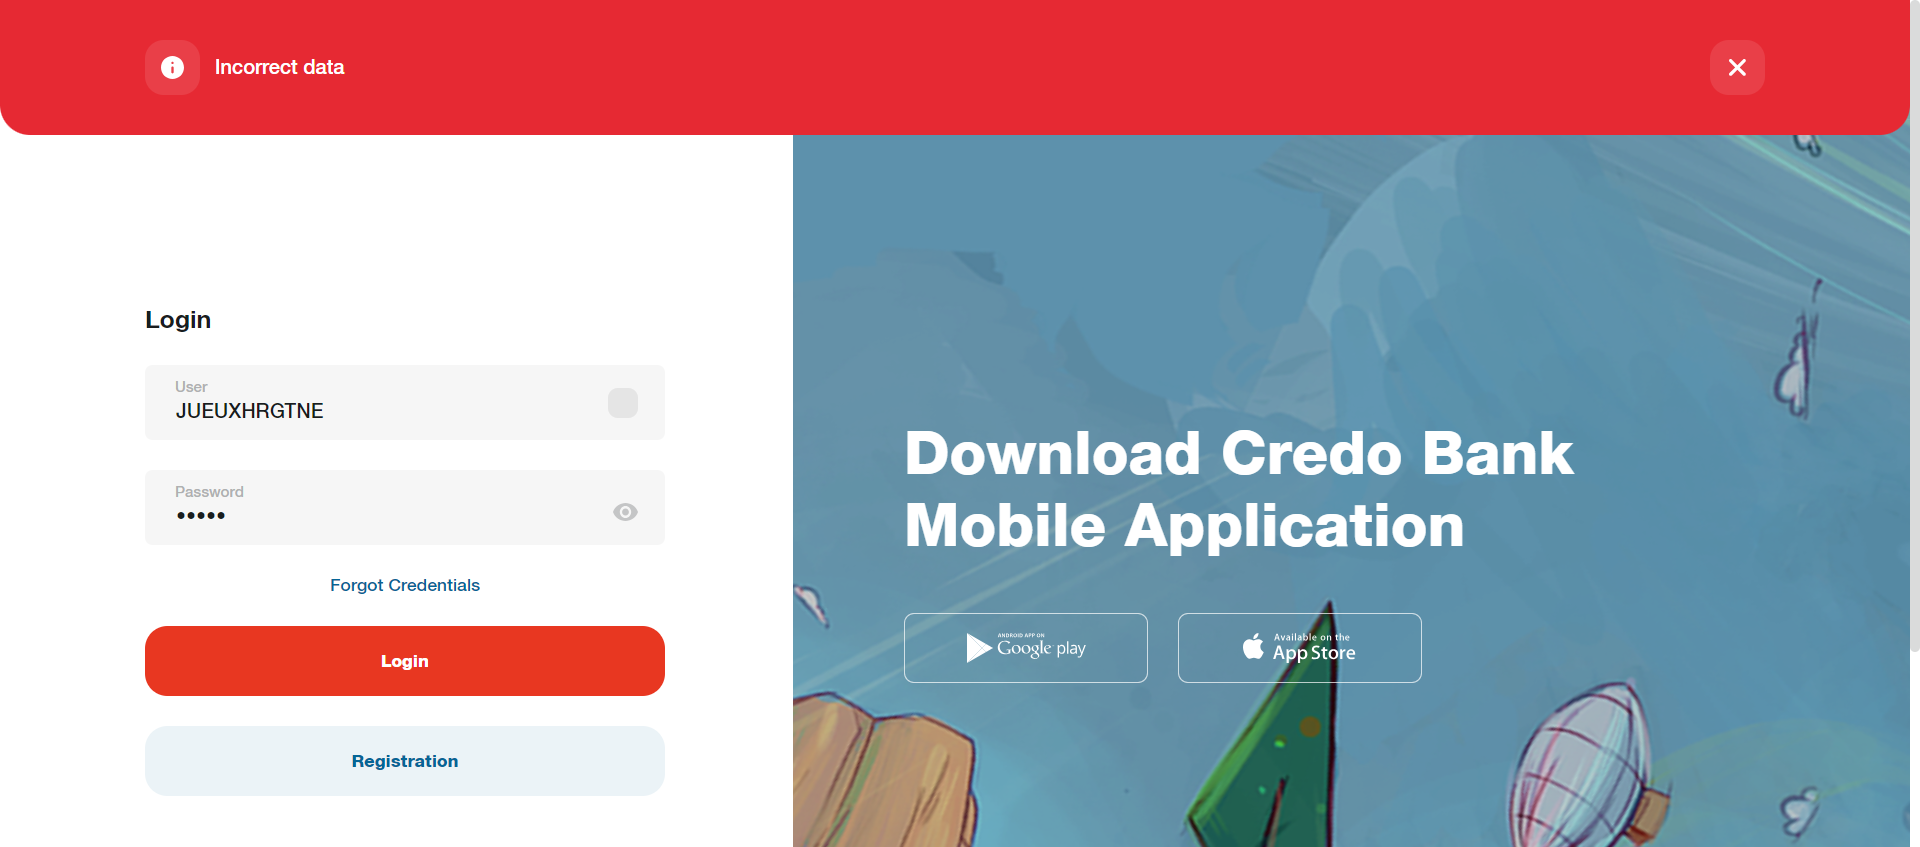 Incorrect data
Login
User
JUEUXHRGTNE
Password
•••••
Forgot Credentials
Login
Registration
Download Credo Bank
Mobile Application
ANDROID APP ON
Google play
Available on the
App Store